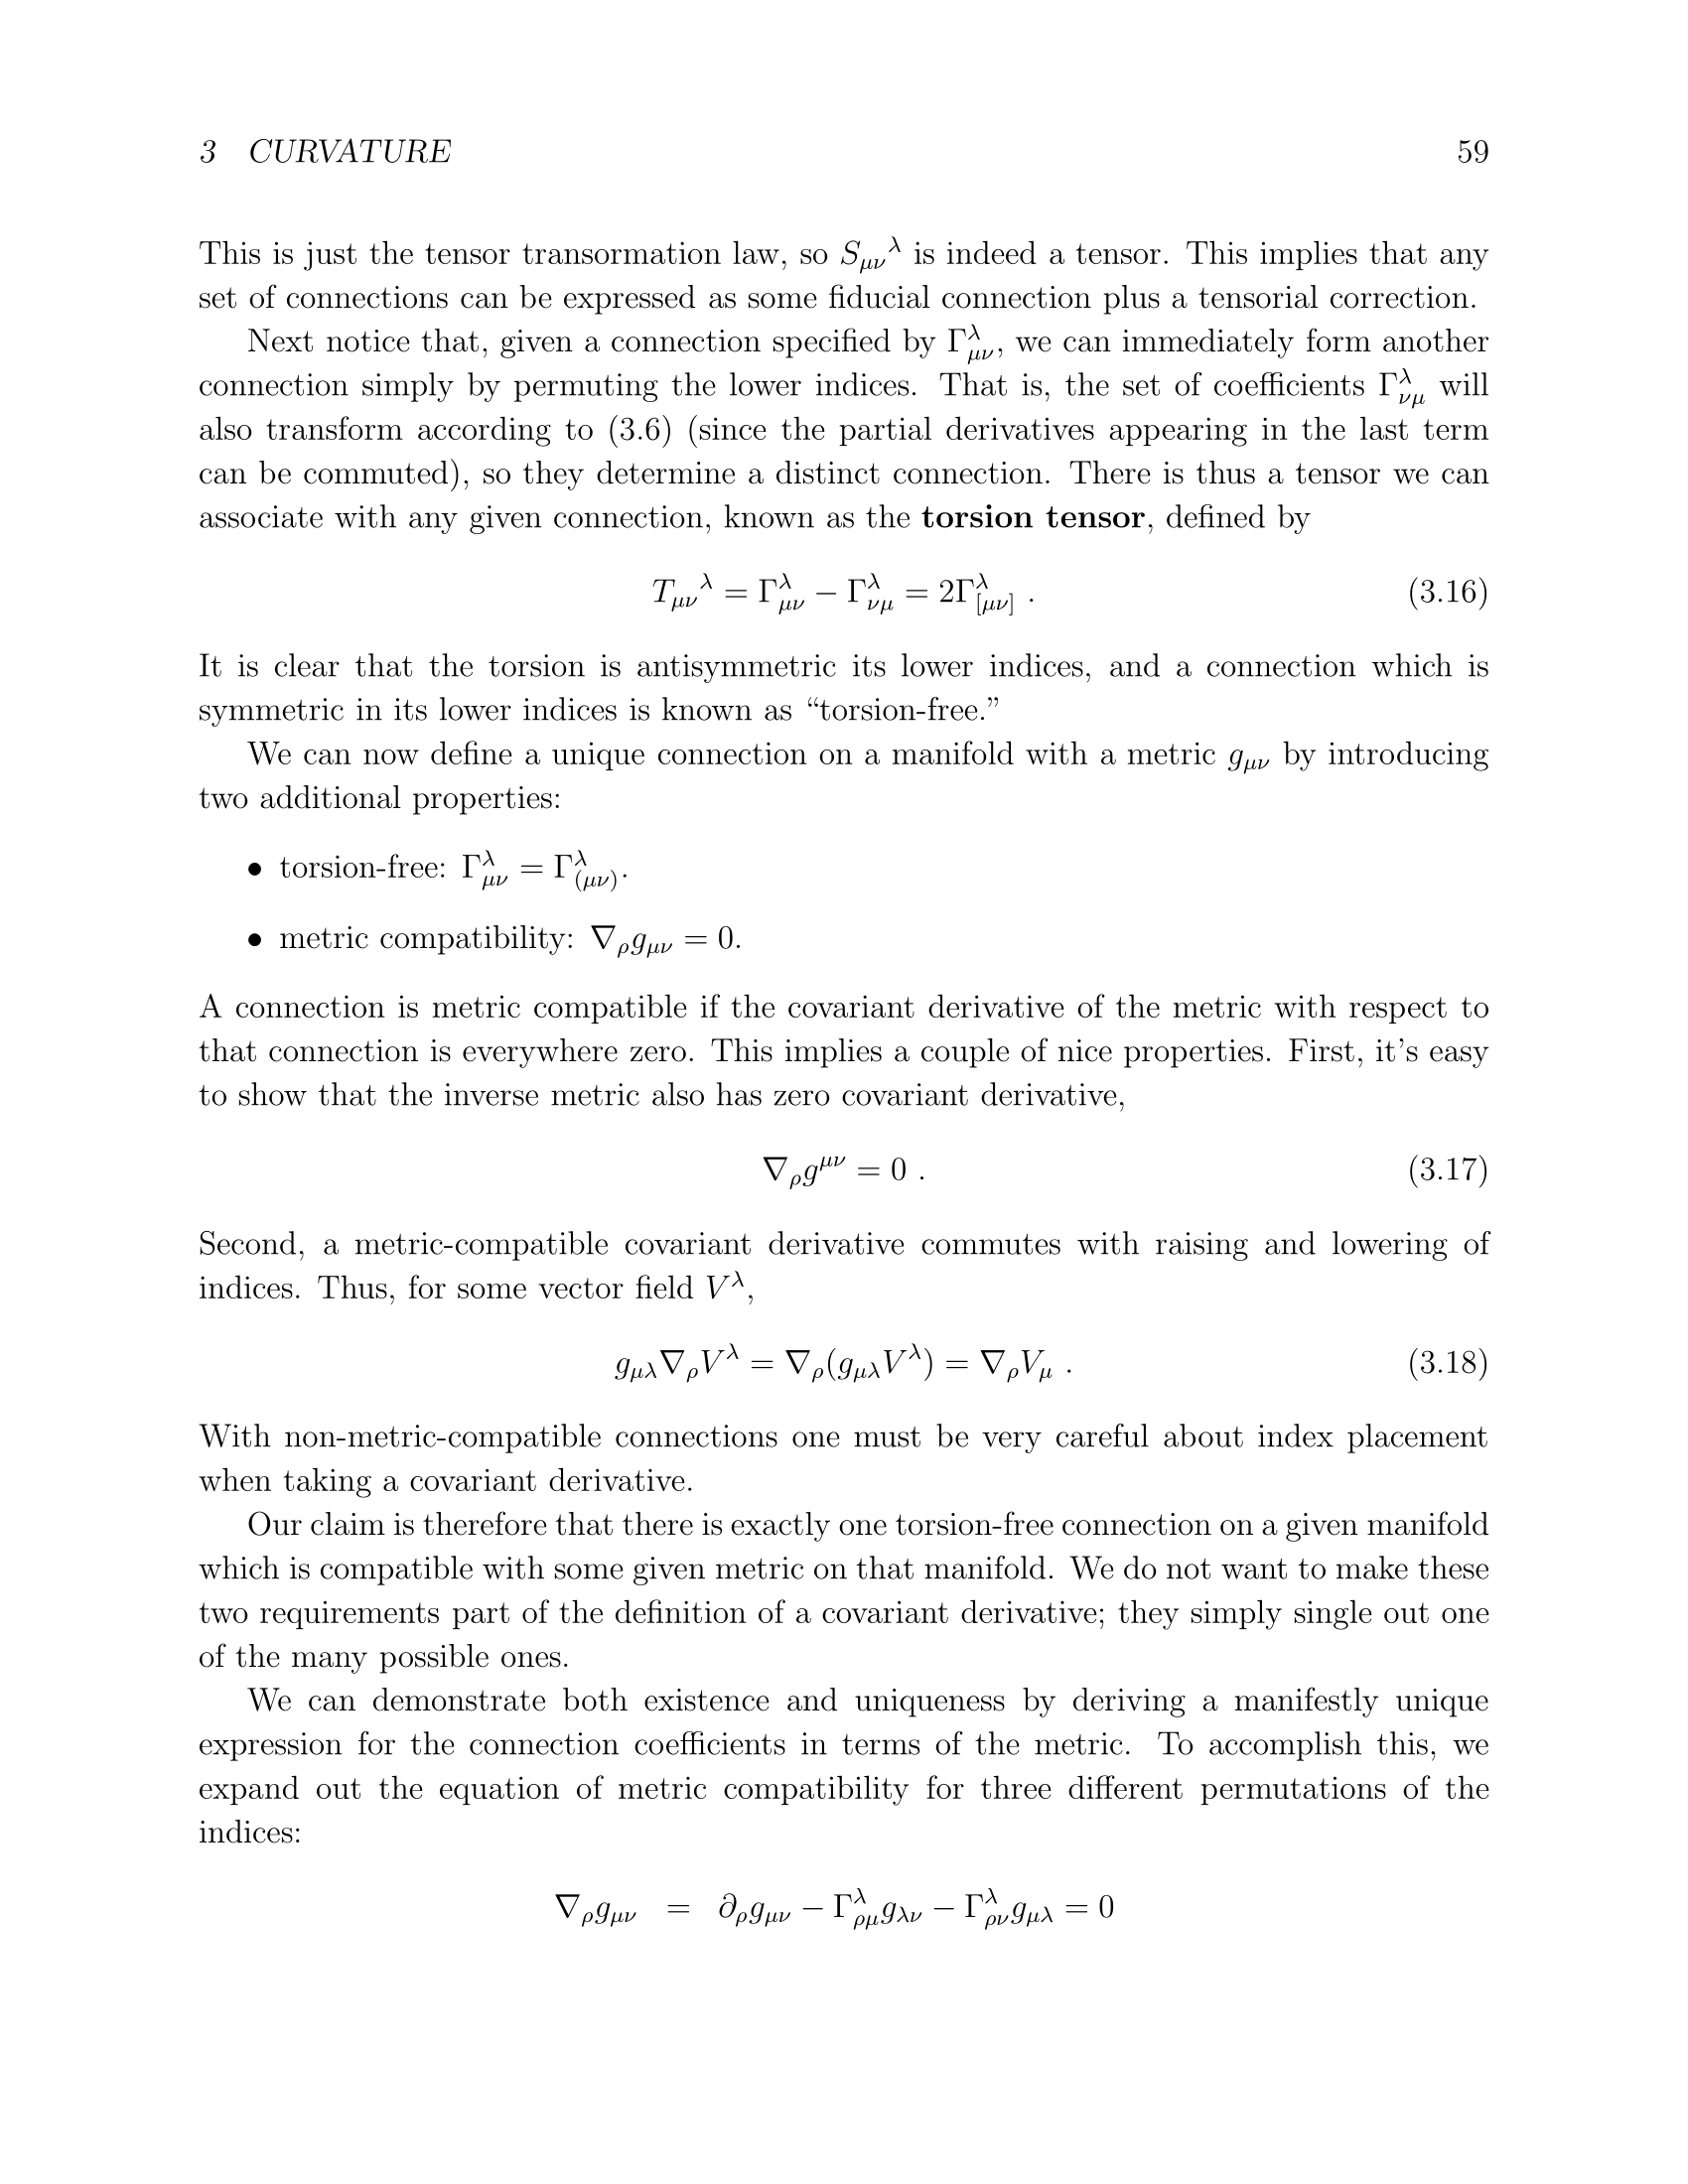 3 CURVATURE 59
This is just the tensor transormation law, so $S_{\mu\nu}{}^{\lambda}$ is indeed a tensor. This implies that any
set of connections can be expressed as some fiducial connection plus a tensorial correction.
Next notice that, given a connection specified by $\Gamma^{\lambda}_{\mu\nu}$, we can immediately form another
connection simply by permuting the lower indices. That is, the set of coefficients $\Gamma^{\lambda}_{\nu\mu}$ will
also transform according to (3.6) (since the partial derivatives appearing in the last term
can be commuted), so they determine a distinct connection. There is thus a tensor we can
associate with any given connection, known as the torsion tensor, defined by
$T_{\mu\nu}{}^{\lambda} = \Gamma^{\lambda}_{\mu\nu} - \Gamma^{\lambda}_{\nu\mu} = 2\Gamma^{\lambda}_{[\mu\nu]}$ . (3.16)
It is clear that the torsion is antisymmetric its lower indices, and a connection which is
symmetric in its lower indices is known as “torsion-free.”
We can now define a unique connection on a manifold with a metric $g_{\mu\nu}$ by introducing
two additional properties:
• torsion-free: $\Gamma^{\lambda}_{\mu\nu} = \Gamma^{\lambda}_{(\mu\nu)}$.
• metric compatibility: $\nabla_{\rho} g_{\mu\nu} = 0$.
A connection is metric compatible if the covariant derivative of the metric with respect to
that connection is everywhere zero. This implies a couple of nice properties. First, it’s easy
to show that the inverse metric also has zero covariant derivative,
$\nabla_{\rho} g^{\mu\nu} = 0$ . (3.17)
Second, a metric-compatible covariant derivative commutes with raising and lowering of
indices. Thus, for some vector field $V^{\lambda}$,
$g_{\mu\lambda}\nabla_{\rho} V^{\lambda} = \nabla_{\rho}(g_{\mu\lambda} V^{\lambda}) = \nabla_{\rho} V_{\mu}$ . (3.18)
With non-metric-compatible connections one must be very careful about index placement
when taking a covariant derivative.
Our claim is therefore that there is exactly one torsion-free connection on a given manifold
which is compatible with some given metric on that manifold. We do not want to make these
two requirements part of the definition of a covariant derivative; they simply single out one
of the many possible ones.
We can demonstrate both existence and uniqueness by deriving a manifestly unique
expression for the connection coefficients in terms of the metric. To accomplish this, we
expand out the equation of metric compatibility for three different permutations of the
indices:
$\nabla_{\rho} g_{\mu\nu} = \partial_{\rho} g_{\mu\nu} - \Gamma^{\lambda}_{\rho\mu} g_{\lambda\nu} - \Gamma^{\lambda}_{\rho\nu} g_{\mu\lambda} = 0$